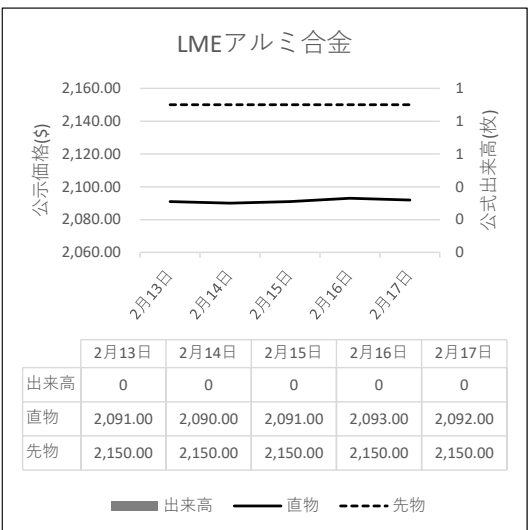 LMEアルミ合金
公示価格($)
2,160.00
2,140.00
2,120.00
2,100.00
2,080.00
2,060.00
1
1
1
0
0
0
公式出来高(枚)
2月13日 2月14日 2月15日 2月16日 2月17日
2月13日 2月14日 2月15日 2月16日 2月17日
出来高 0 0 0 0 0
直物 2,091.00 2,090.00 2,091.00 2,093.00 2,092.00
先物 2,150.00 2,150.00 2,150.00 2,150.00 2,150.00
出来高 直物 先物